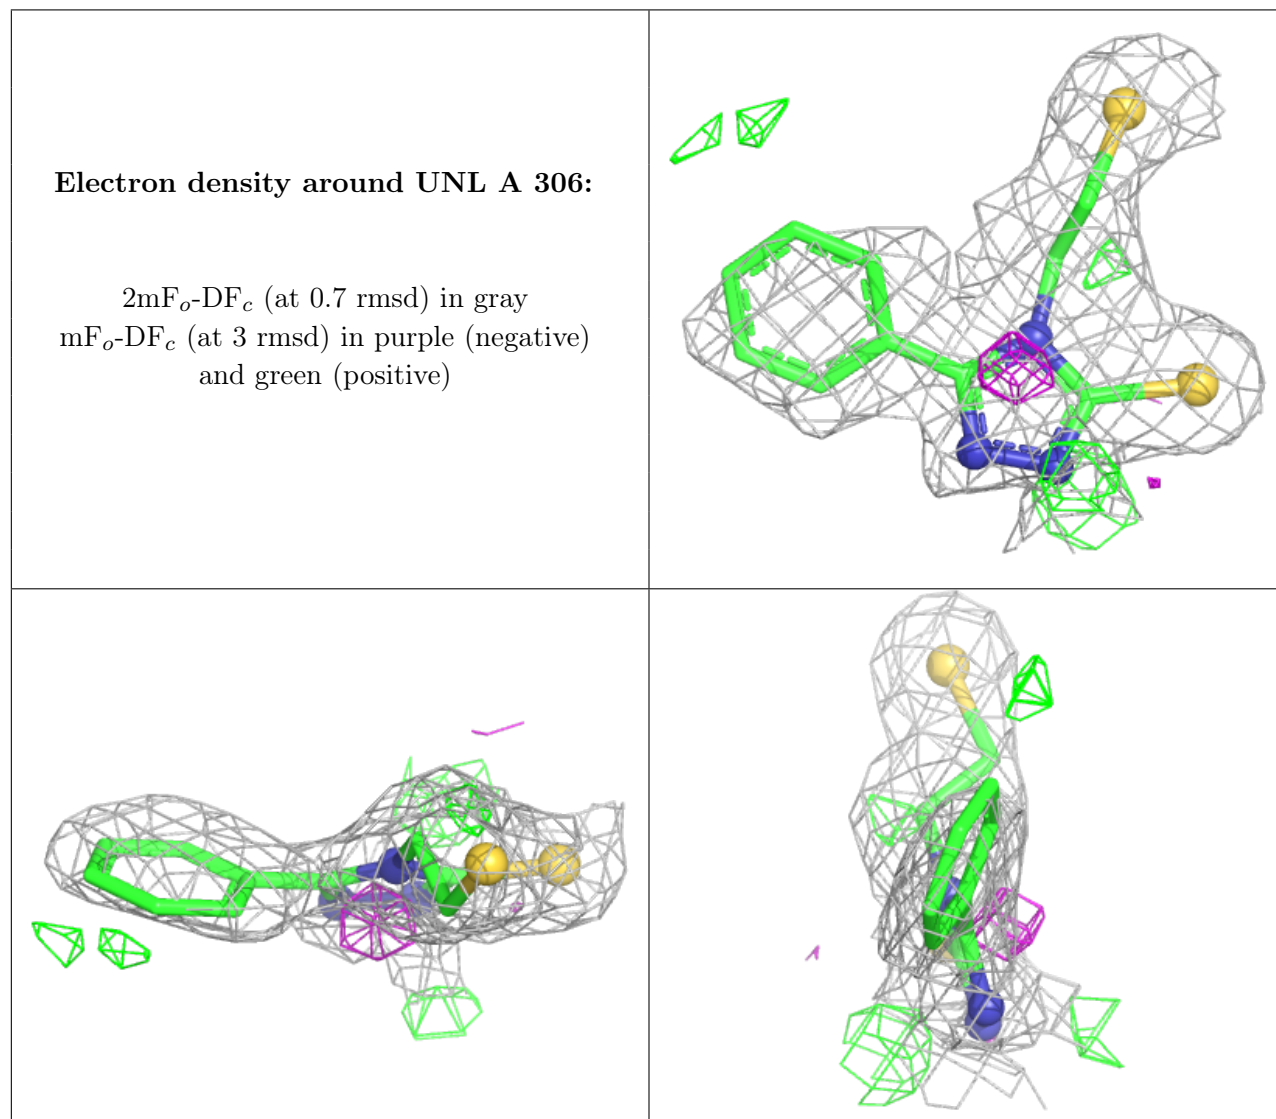 Electron density around UNL A 306:
2mFₒ-DF𝒸 (at 0.7 rmsd) in gray
mFₒ-DF𝒸 (at 3 rmsd) in purple (negative)
and green (positive)